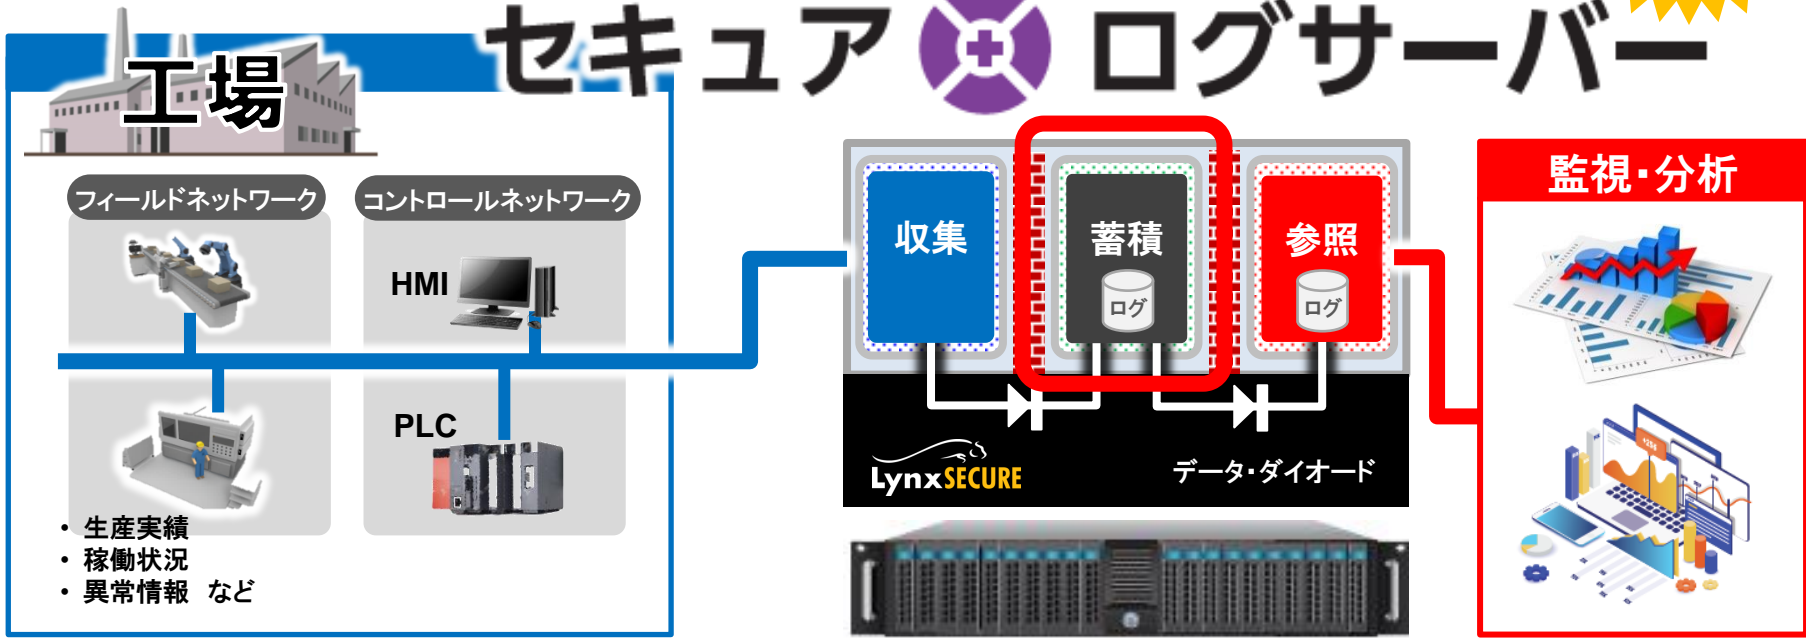 セキュア ログサーバー
工場
フィールドネットワーク
コントロールネットワーク
HMI
PLC
・ 生産実績
・ 稼働状況
・ 異常情報 など
収集
蓄積
ログ
参照
ログ
LynxSECURE
データ・ダイオード
監視・分析